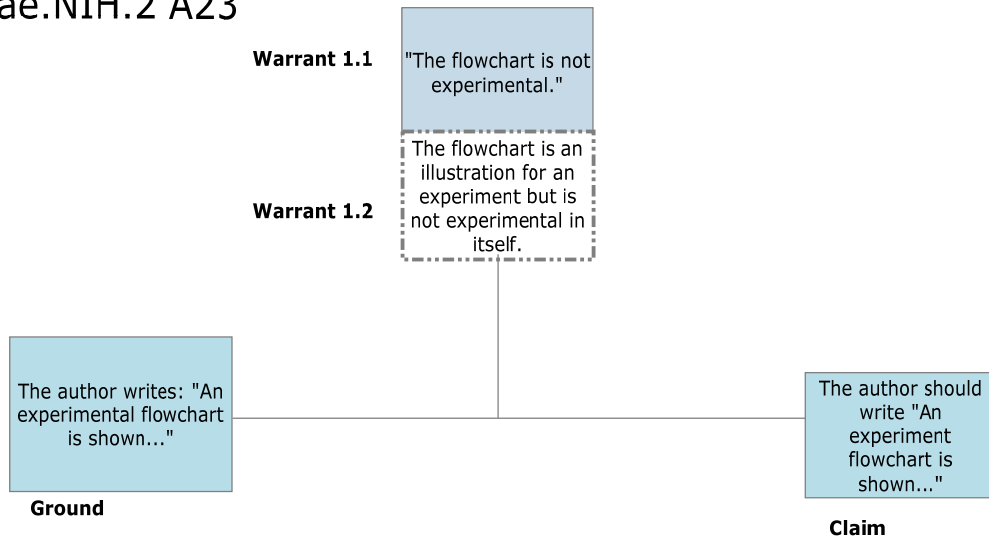 ae.NIH.2 A23
Warrant 1.1
"The flowchart is not
experimental."
Warrant 1.2
The flowchart is an
illustration for an
experiment but is
not experimental in
itself.
The author writes: "An
experimental flowchart
is shown..."
Ground
The author should
write "An
experiment
flowchart is
shown..."
Claim